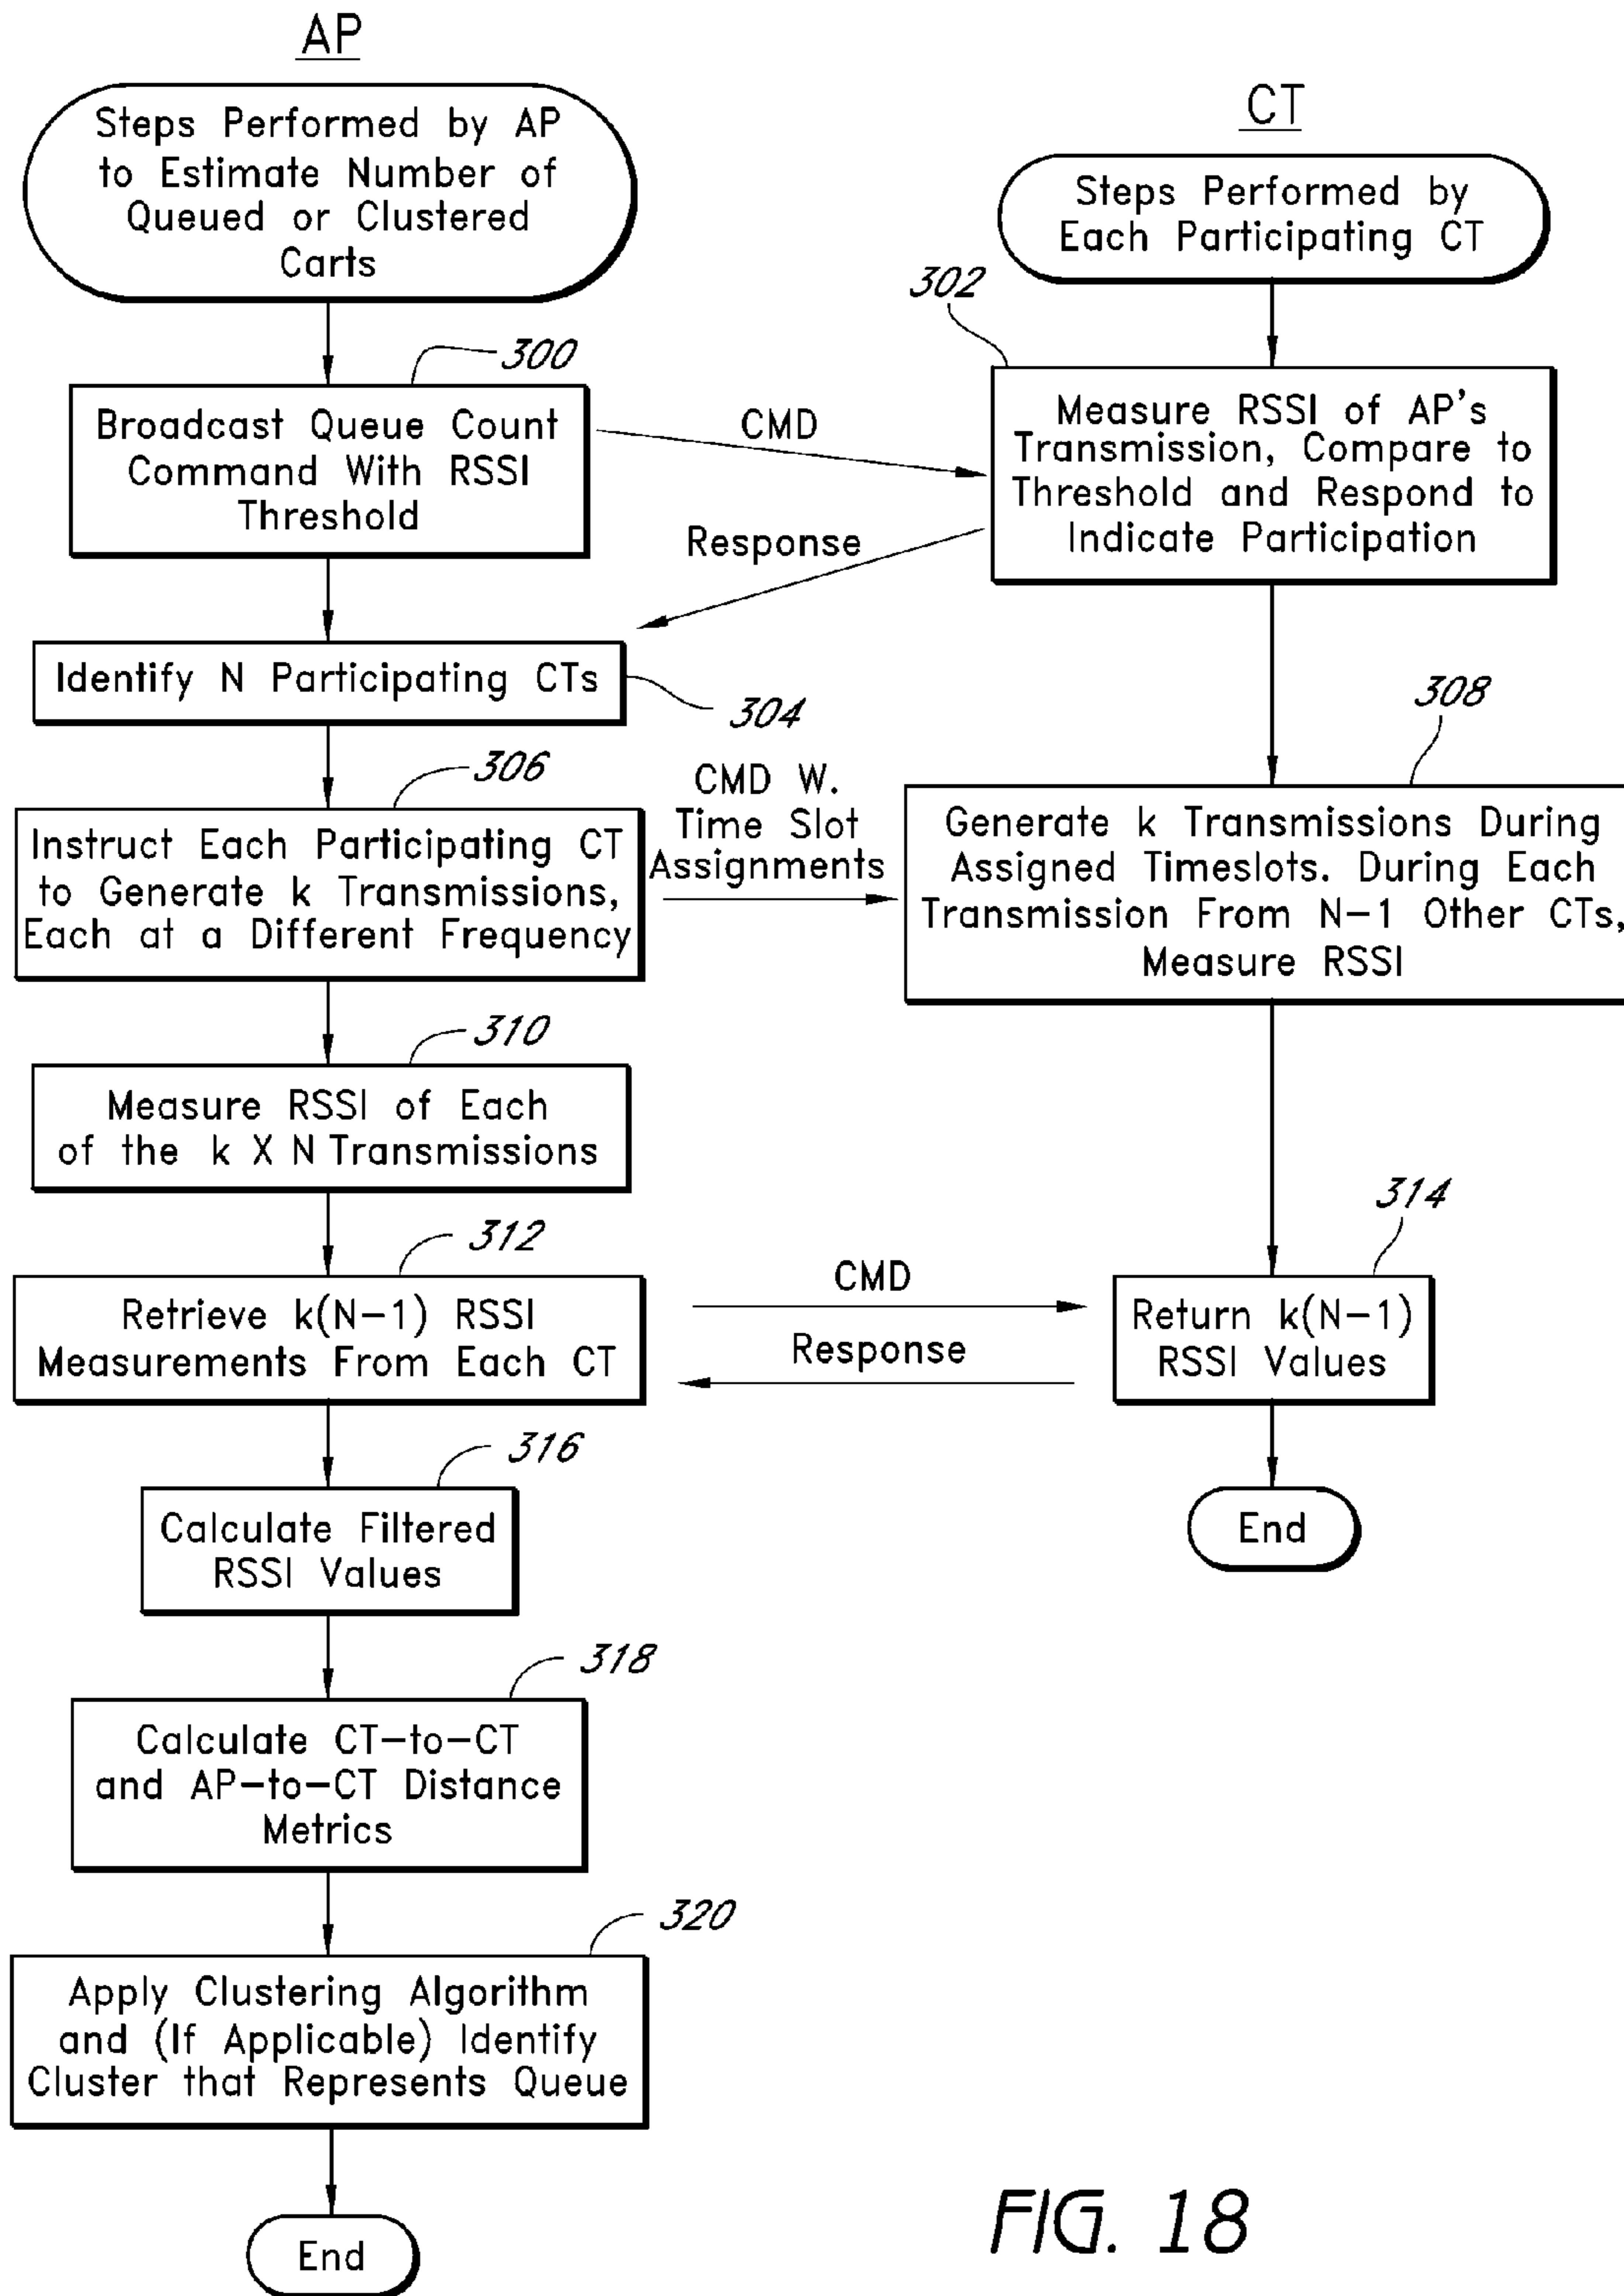 AP
Steps Performed by AP
to Estimate Number of
Queued or Clustered
Carts
CT
Steps Performed by
Each Participating CT
302
300
Broadcast Queue Count
Command With RSSI
Threshold
CMD
Measure RSSI of AP's
Transmission, Compare to
Threshold and Respond to
Indicate Participation
Response
Identify N Participating CTs
304
308
306
CMD W.
Time Slot
Assignments
Instruct Each Participating CT
to Generate k Transmissions,
Each at a Different Frequency
Generate k Transmissions During
Assigned Timeslots. During Each
Transmission From N-1 Other CTs,
Measure RSSI
310
Measure RSSI of Each
of the k X N Transmissions
314
312
Retrieve k(N-1) RSSI
Measurements From Each CT
CMD
Response
Return k(N-1)
RSSI Values
316
Calculate Filtered
RSSI Values
End
318
Calculate CT-to-CT
and AP-to-CT Distance
Metrics
320
Apply Clustering Algorithm
and (If Applicable) Identify
Cluster that Represents Queue
End
FIG. 18